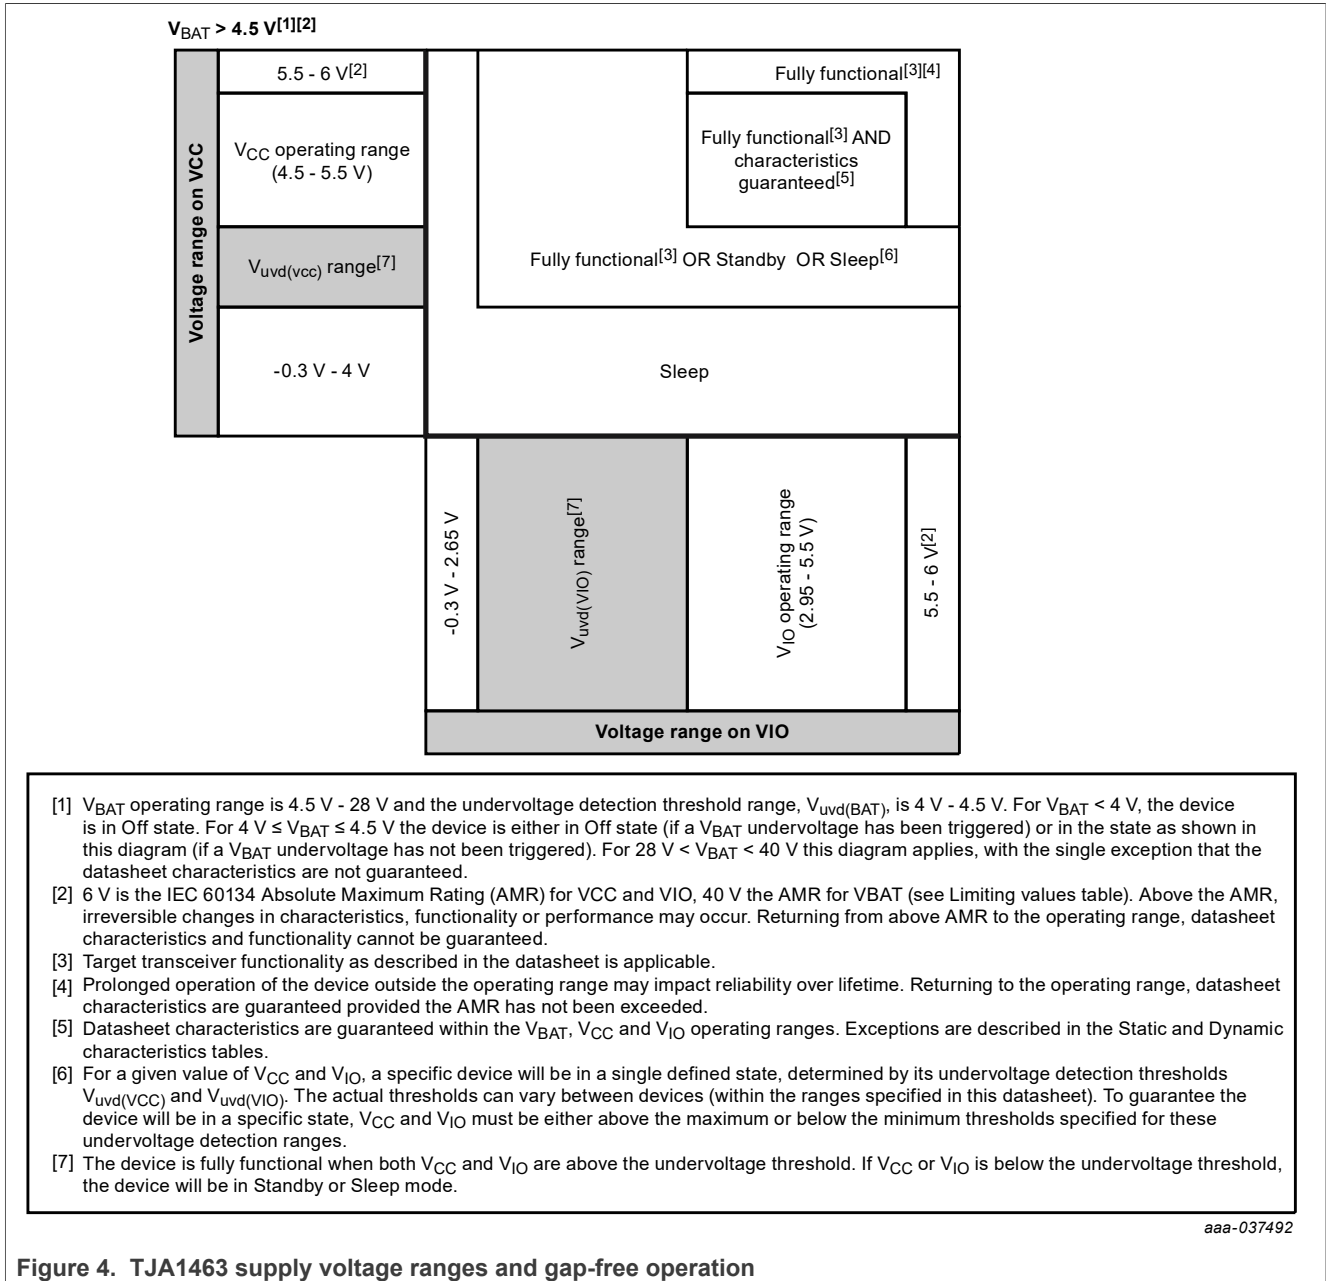 VBAT > 4.5 V[1][2]
Voltage range on VCC
5.5 - 6 V[2]
VCC operating range
(4.5 - 5.5 V)
Vuvd(vcc) range[7]
-0.3 V - 4 V
Fully functional[3][4]
Fully functional[3] AND
characteristics
guaranteed[5]
Fully functional[3] OR Standby OR Sleep[6]
Sleep
-0.3 V - 2.65 V
Vuvd(VIO) range[7]
VIO operating range
(2.95 - 5.5 V)
5.5 - 6 V[2]
Voltage range on VIO
[1] VBAT operating range is 4.5 V - 28 V and the undervoltage detection threshold range, Vuvd(BAT), is 4 V - 4.5 V. For VBAT < 4 V, the device
is in Off state. For 4 V ≤ VBAT ≤ 4.5 V the device is either in Off state (if a VBAT undervoltage has been triggered) or in the state as shown in
this diagram (if a VBAT undervoltage has not been triggered). For 28 V < VBAT < 40 V this diagram applies, with the single exception that the
datasheet characteristics are not guaranteed.
[2] 6 V is the IEC 60134 Absolute Maximum Rating (AMR) for VCC and VIO, 40 V the AMR for VBAT (see Limiting values table). Above the AMR,
irreversible changes in characteristics, functionality or performance may occur. Returning from above AMR to the operating range, datasheet
characteristics and functionality cannot be guaranteed.
[3] Target transceiver functionality as described in the datasheet is applicable.
[4] Prolonged operation of the device outside the operating range may impact reliability over lifetime. Returning to the operating range, datasheet
characteristics are guaranteed provided the AMR has not been exceeded.
[5] Datasheet characteristics are guaranteed within the VBAT, VCC and VIO operating ranges. Exceptions are described in the Static and Dynamic
characteristics tables.
[6] For a given value of VCC and VIO, a specific device will be in a single defined state, determined by its undervoltage detection thresholds
Vuvd(VCC) and Vuvd(VIO). The actual thresholds can vary between devices (within the ranges specified in this datasheet). To guarantee the
device will be in a specific state, VCC and VIO must be either above the maximum or below the minimum thresholds specified for these
undervoltage detection ranges.
[7] The device is fully functional when both VCC and VIO are above the undervoltage threshold. If VCC or VIO is below the undervoltage threshold,
the device will be in Standby or Sleep mode.
aaa-037492
Figure 4. TJA1463 supply voltage ranges and gap-free operation